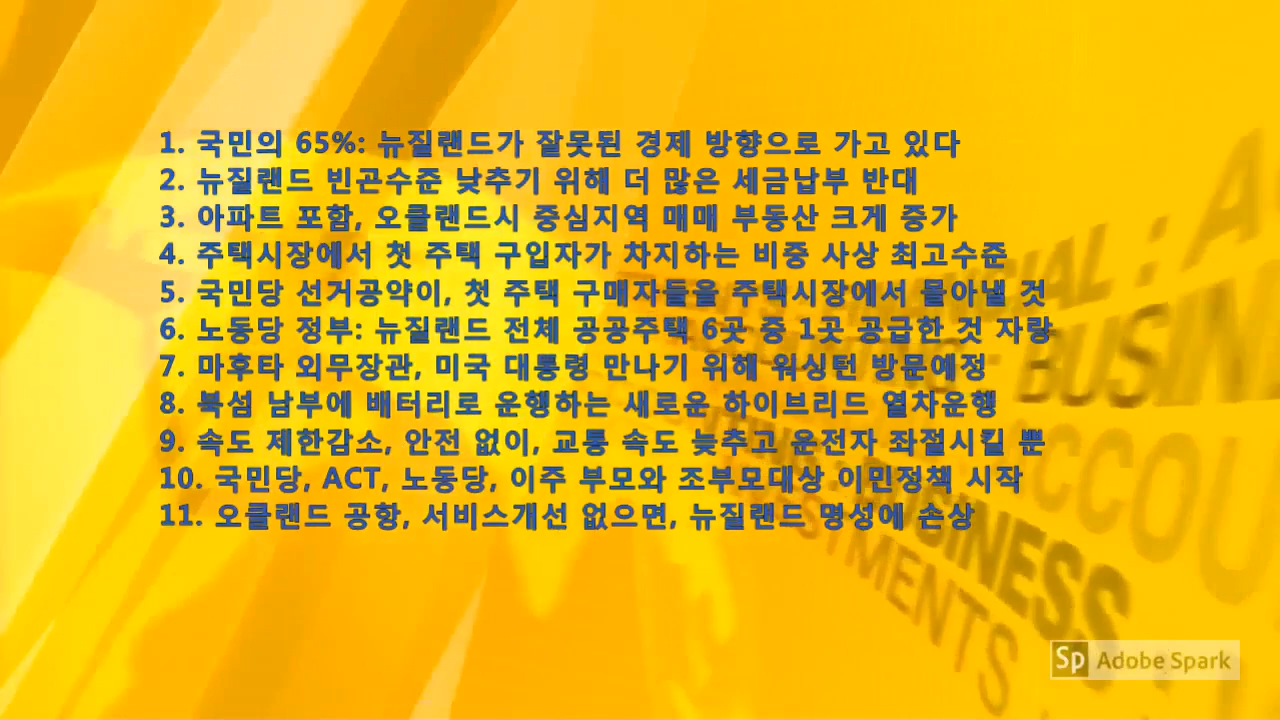 1. 국민의 65%: 뉴질랜드가 잘못된 경제 방향으로 가고 있다
2. 뉴질랜드 빈곤수준 낮추기 위해 더 많은 세금납부 반대
3. 아파트 포함, 오클랜드시 중심지역 매매 부동산 크게 증가
4. 주택시장에서 첫 주택 구입자가 차지하는 비중 사상 최고수준
5. 국민당 선거공약이, 첫 주택 구매자들을 주택시장에서 몰아낼 것
6. 노동당 정부: 뉴질랜드 전체 공공주택 6곳 중 1곳 공급한 것 자랑
7. 마후타 외무장관, 미국 대통령 만나기 위해 워싱턴 방문예정
8. 북섬 남부에 배터리로 운행하는 새로운 하이브리드 열차운행
9. 속도 제한감소, 안전 없이, 교통 속도 늦추고 운전자 좌절시킬 뿐
10. 국민당, ACT, 노동당, 이주 부모와 조부모대상 이민정책 시작
11. 오클랜드 공항, 서비스개선 없으면, 뉴질랜드 명성에 손상
: A
BUSIN
ACCOU
BUSINESS
INVESTMENTS
Sp Adobe Spark